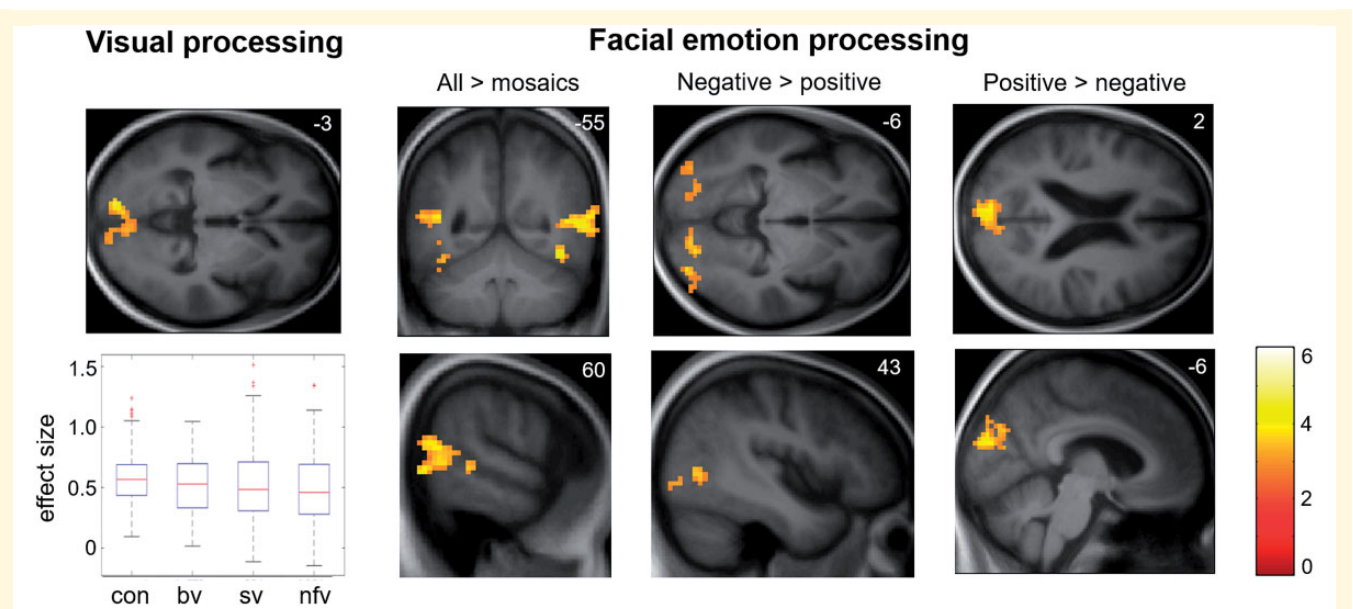 Visual processing
Facial emotion processing
All > mosaics
Negative > positive
Positive > negative
-3
-55
-6
2
60
43
-6
1.5
1.0
0.5
0
effect size
con bv sv nfv
6
4
2
0